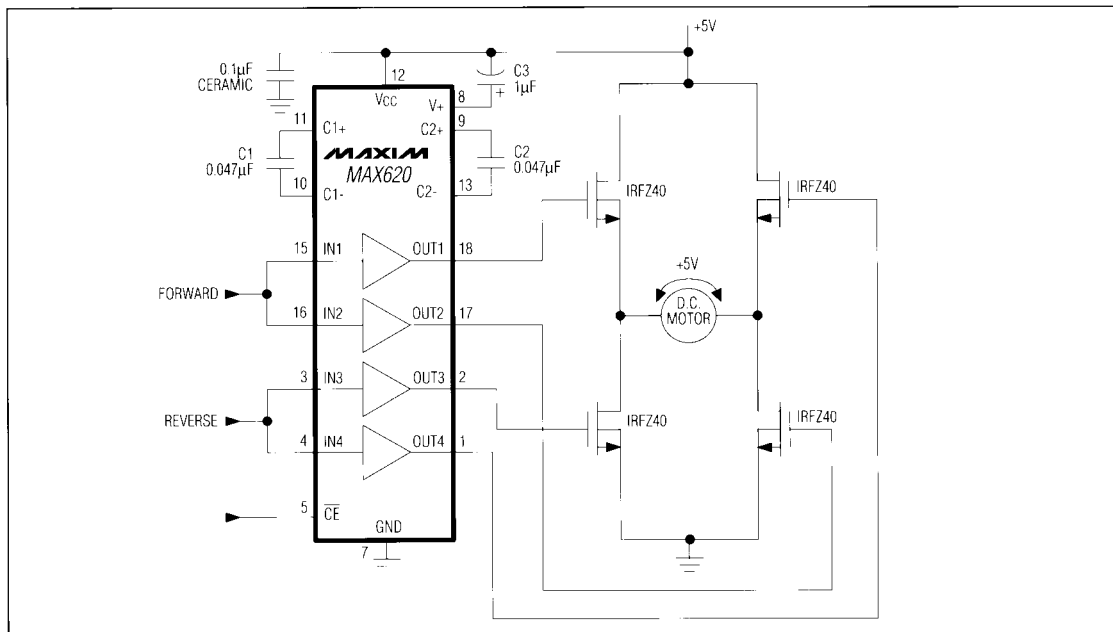 +5V
0.1µF
CERAMIC
12
VCC
C3
1µF
+
8
V+
11
C1+
9
C2+
C1
0.047µF
MAXIM
MAX620
C2
0.047µF
10
C1-
13
C2-
IRFZ40
IRFZ40
15
IN1
OUT1
18
+5V
FORWARD
D.C.
MOTOR
16
IN2
OUT2
17
3
IN3
OUT3
2
REVERSE
IRFZ40
IRFZ40
4
IN4
OUT4
1
5
CE
GND
7